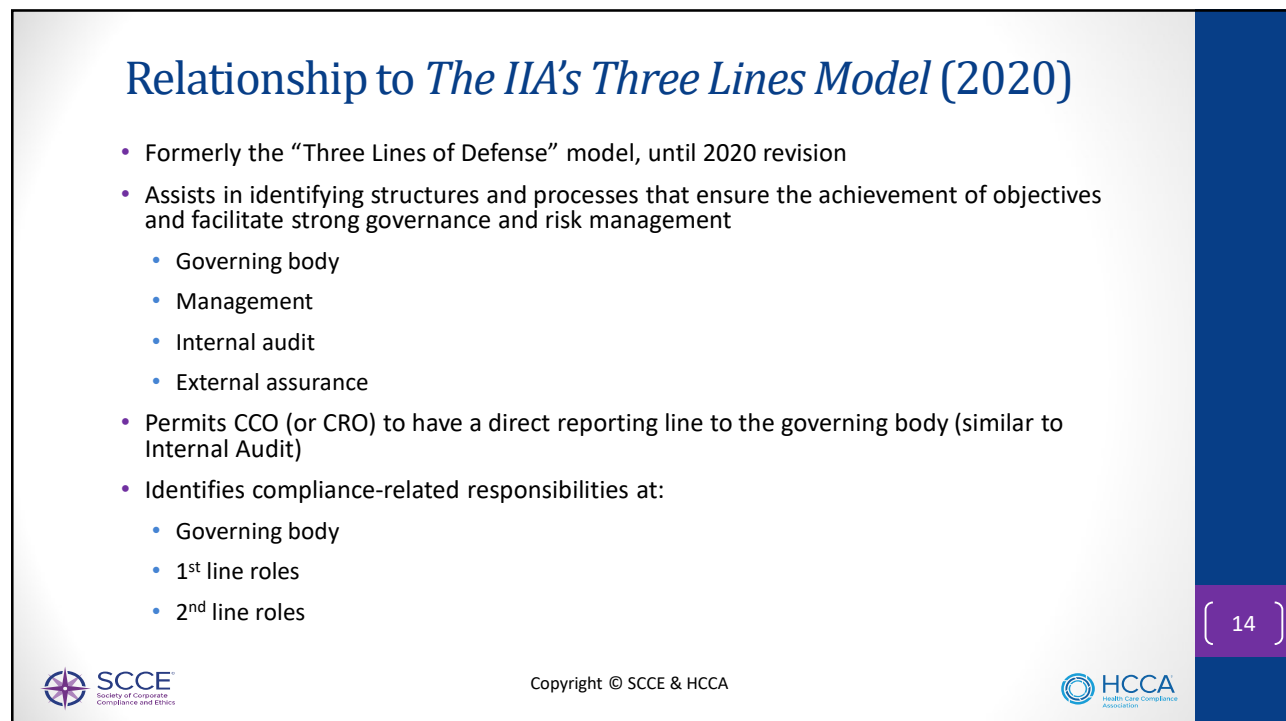 Relationship to The IIA's Three Lines Model (2020)
• Formerly the “Three Lines of Defense” model, until 2020 revision
• Assists in identifying structures and processes that ensure the achievement of objectives
and facilitate strong governance and risk management
• Governing body
• Management
• Internal audit
• External assurance
• Permits CCO (or CRO) to have a direct reporting line to the governing body (similar to
Internal Audit)
• Identifies compliance-related responsibilities at:
• Governing body
• 1st line roles
• 2nd line roles
14
SCCE
Society of Corporate
Compliance and Ethics
Copyright © SCCE & HCCA
HCCA
Health Care Compliance
Association